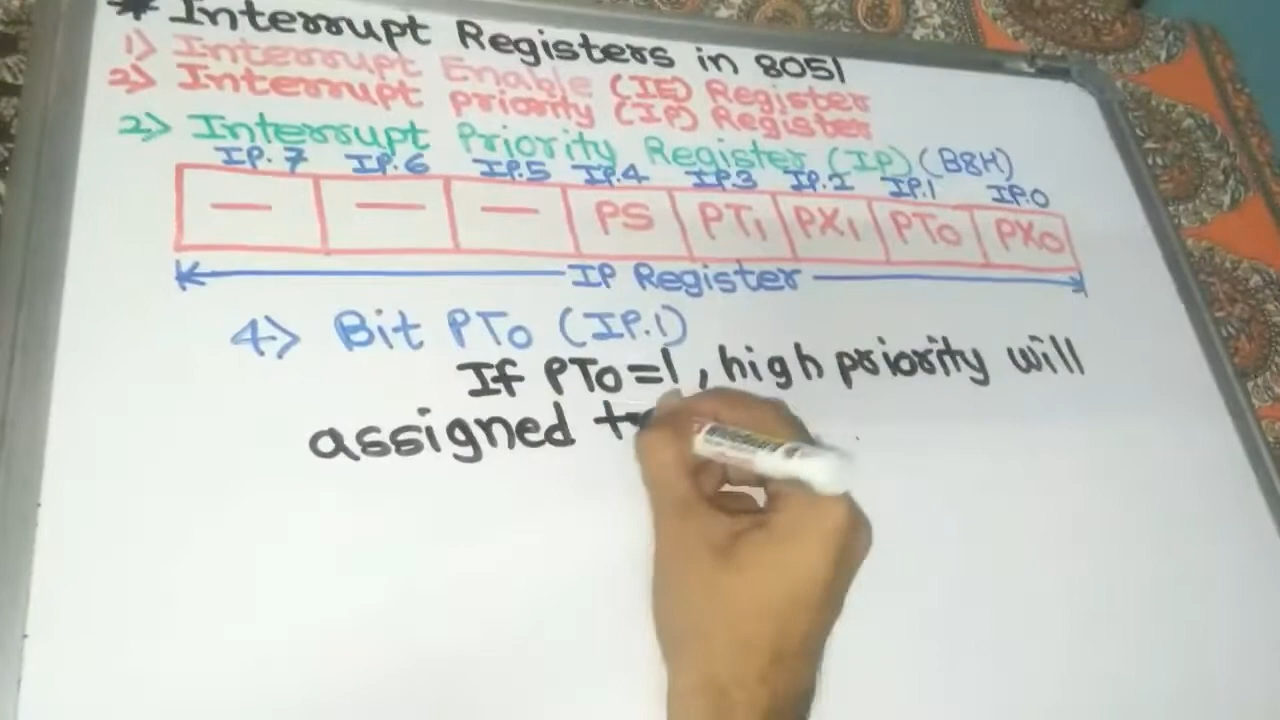 * Interrupt Registers in 8051
1) Interrupt Enable (IE) Register
2) Interrupt priority (IP) Register
2) Interrupt Priority Register (IP) (B8H)
IP.7 IP.6 IP.5 IP.4 IP.3 IP.2 IP.1 IP.0
— — — PS PT1 PX1 PT0 PX0
IP Register
4) Bit PT0 (IP.1)
If PT0=1, high priority will
assigned to